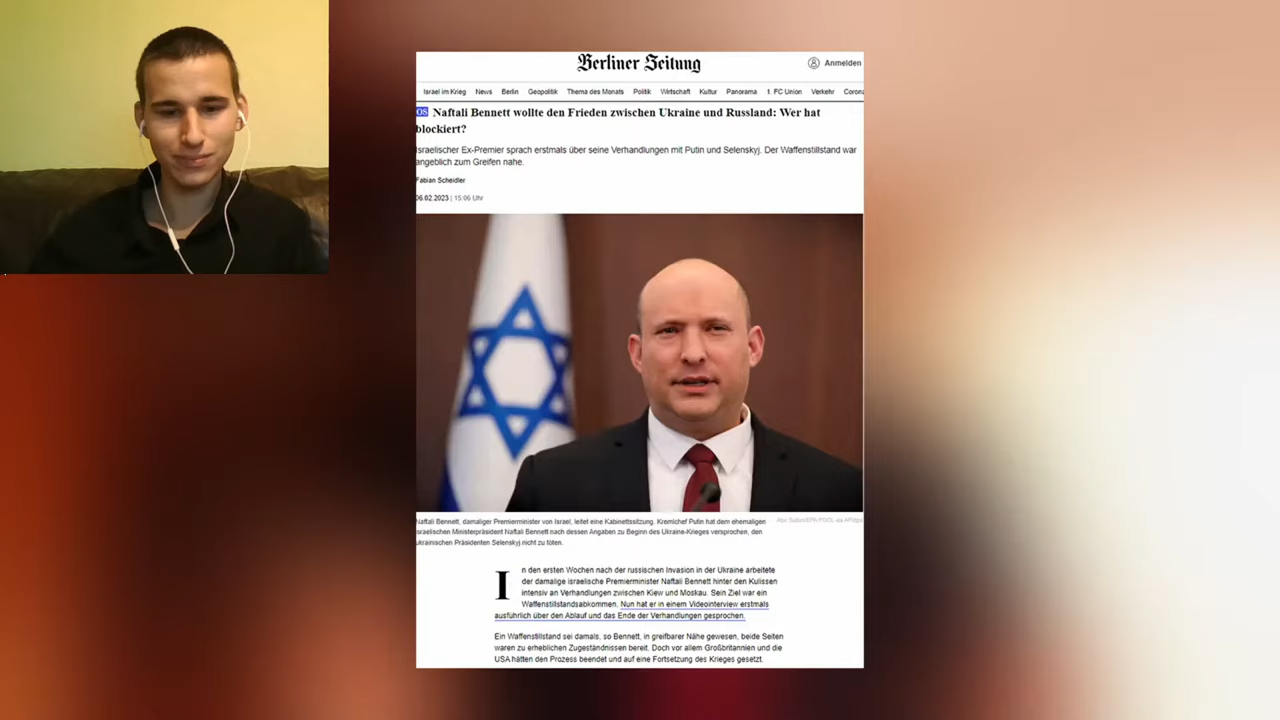 Berliner Zeitung
Anmelden
Israel im Krieg News Berlin Geopolitik Thema des Monats Politik Wirtschaft Kultur Panorama 1. FC Union Verkehr Corona
OS Naftali Bennett wollte den Frieden zwischen Ukraine und Russland: Wer hat
blockiert?
Israelischer Ex-Premier sprach erstmals über seine Verhandlungen mit Putin und Selenskyj. Der Waffenstillstand war
angeblich zum Greifen nahe.
Fabian Scheidler
06.02.2023 | 15:06 Uhr
Naftali Bennett, damaliger Premierminister von Israel, leitet eine Kabinettssitzung. Kremlchef Putin hat dem ehemaligen
israelischen Ministerpräsident Naftali Bennett nach dessen Angaben zu Beginn des Ukraine-Krieges versprochen, den
ukrainischen Präsidenten Selenskyj nicht zu töten.
In den ersten Wochen nach der russischen Invasion in der Ukraine arbeitete
der damalige israelische Premierminister Naftali Bennett hinter den Kulissen
intensiv an Verhandlungen zwischen Kiew und Moskau. Sein Ziel war ein
Waffenstillstandsabkommen. Nun hat er in einem Videointerview erstmals
ausführlich über den Ablauf und das Ende der Verhandlungen gesprochen.
Ein Waffenstillstand sei damals, so Bennett, in greifbarer Nähe gewesen, beide Seiten
waren zu erheblichen Zugeständnissen bereit. Doch vor allem Großbritannien und die
USA hätten den Prozess beendet und auf eine Fortsetzung des Krieges gesetzt.